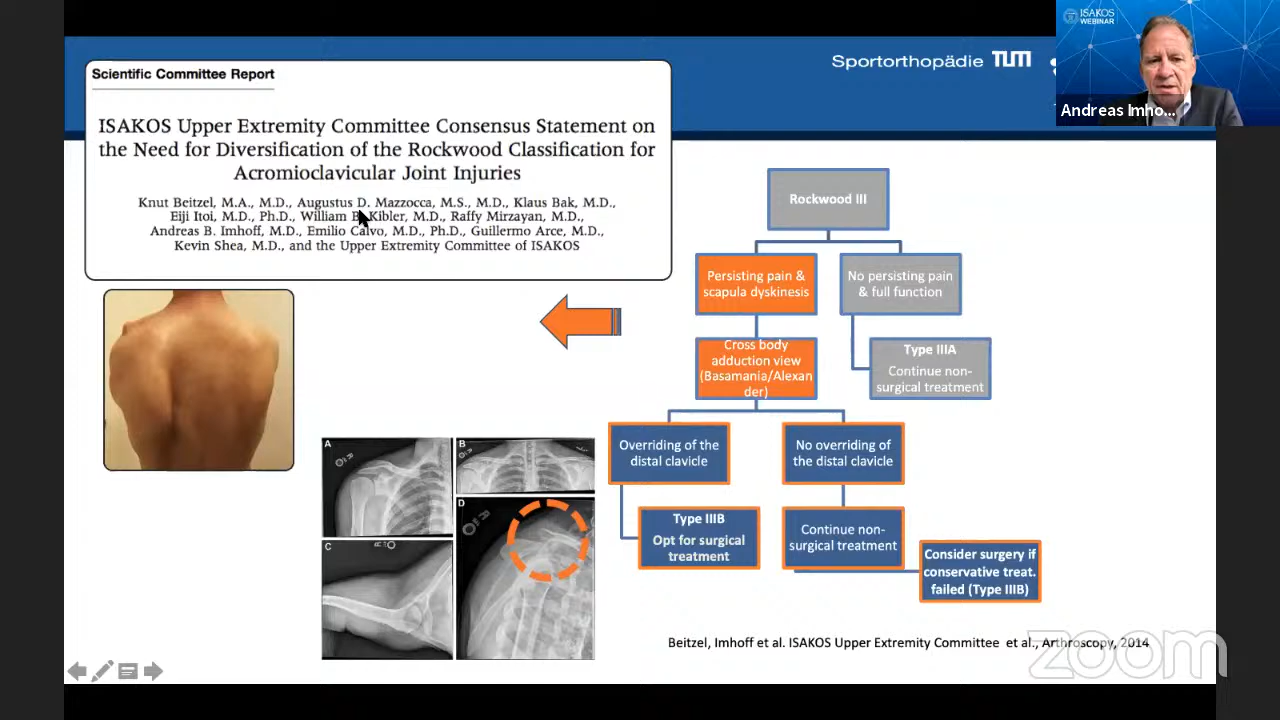 ISAKOS
WEBINAR
Andreas Imho...
Sportorthopädie TUM
Scientific Committee Report
ISAKOS Upper Extremity Committee Consensus Statement on
the Need for Diversification of the Rockwood Classification for
Acromioclavicular Joint Injuries
Knut Beitzel, M.A., M.D., Augustus D. Mazzocca, M.S., M.D., Klaus Bak, M.D.,
Eiji Itoi, M.D., Ph.D., William B. Kibler, M.D., Raffy Mirzayan, M.D.,
Andreas B. Imhoff, M.D., Emilio Calvo, M.D., Ph.D., Guillermo Arce, M.D.,
Kevin Shea, M.D., and the Upper Extremity Committee of ISAKOS
Rockwood III
Persisting pain &
scapula dyskinesis
No persisting pain
& full function
Cross body
adduction view
(Basamania/Alexan
der)
Type IIIA
Continue non-
surgical treatment
Overriding of the
distal clavicle
No overriding of
the distal clavicle
Type IIIB
Opt for surgical
treatment
Continue non-
surgical treatment
Consider surgery if
conservative treat.
failed (Type IIIB)
A
B
C
D
Beitzel, Imhoff et al. ISAKOS Upper Extremity Committee et al., Arthroscopy, 2014
zoom